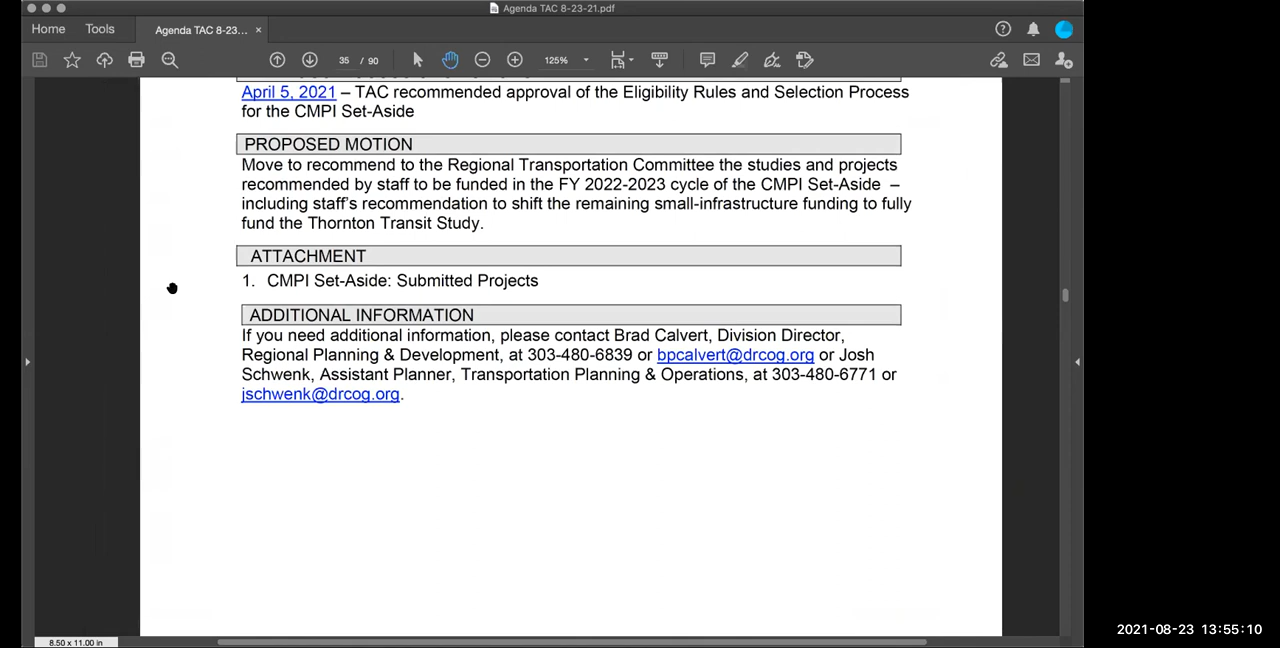 Agenda TAC 8-23-21.pdf
Home Tools Agenda TAC 8-23... ×
35 / 90 125%
April 5, 2021 – TAC recommended approval of the Eligibility Rules and Selection Process
for the CMPI Set-Aside
PROPOSED MOTION
Move to recommend to the Regional Transportation Committee the studies and projects
recommended by staff to be funded in the FY 2022-2023 cycle of the CMPI Set-Aside –
including staff's recommendation to shift the remaining small-infrastructure funding to fully
fund the Thornton Transit Study.
ATTACHMENT
1. CMPI Set-Aside: Submitted Projects
ADDITIONAL INFORMATION
If you need additional information, please contact Brad Calvert, Division Director,
Regional Planning & Development, at 303-480-6839 or bpcalvert@drcog.org or Josh
Schwenk, Assistant Planner, Transportation Planning & Operations, at 303-480-6771 or
jschwenk@drcog.org.
8.50 x 11.00 in
2021-08-23 13:55:10